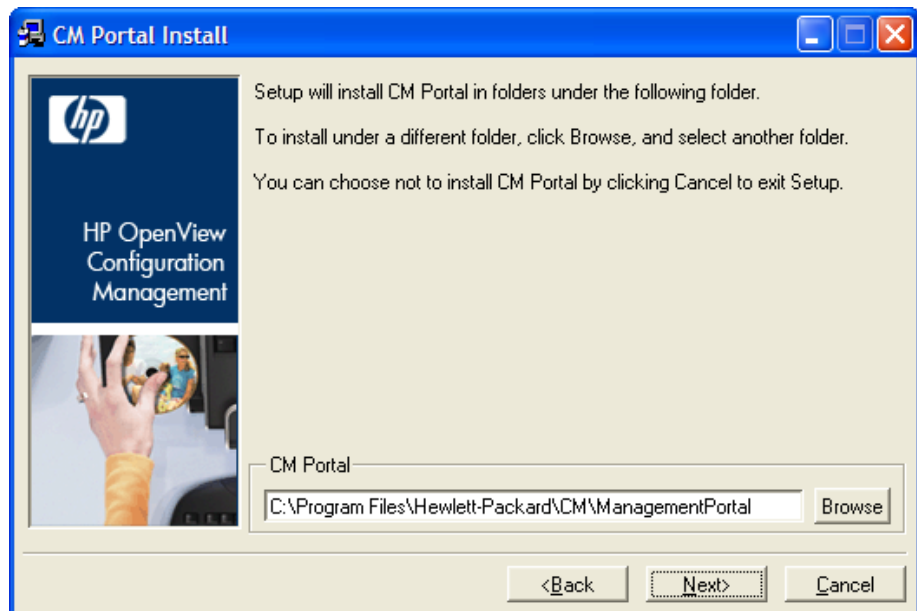 CM Portal Install
hp
HP OpenView
Configuration
Management
Setup will install CM Portal in folders under the following folder.
To install under a different folder, click Browse, and select another folder.
You can choose not to install CM Portal by clicking Cancel to exit Setup.
CM Portal
C:\Program Files\Hewlett-Packard\CM\ManagementPortal
Browse
<Back
Next>
Cancel